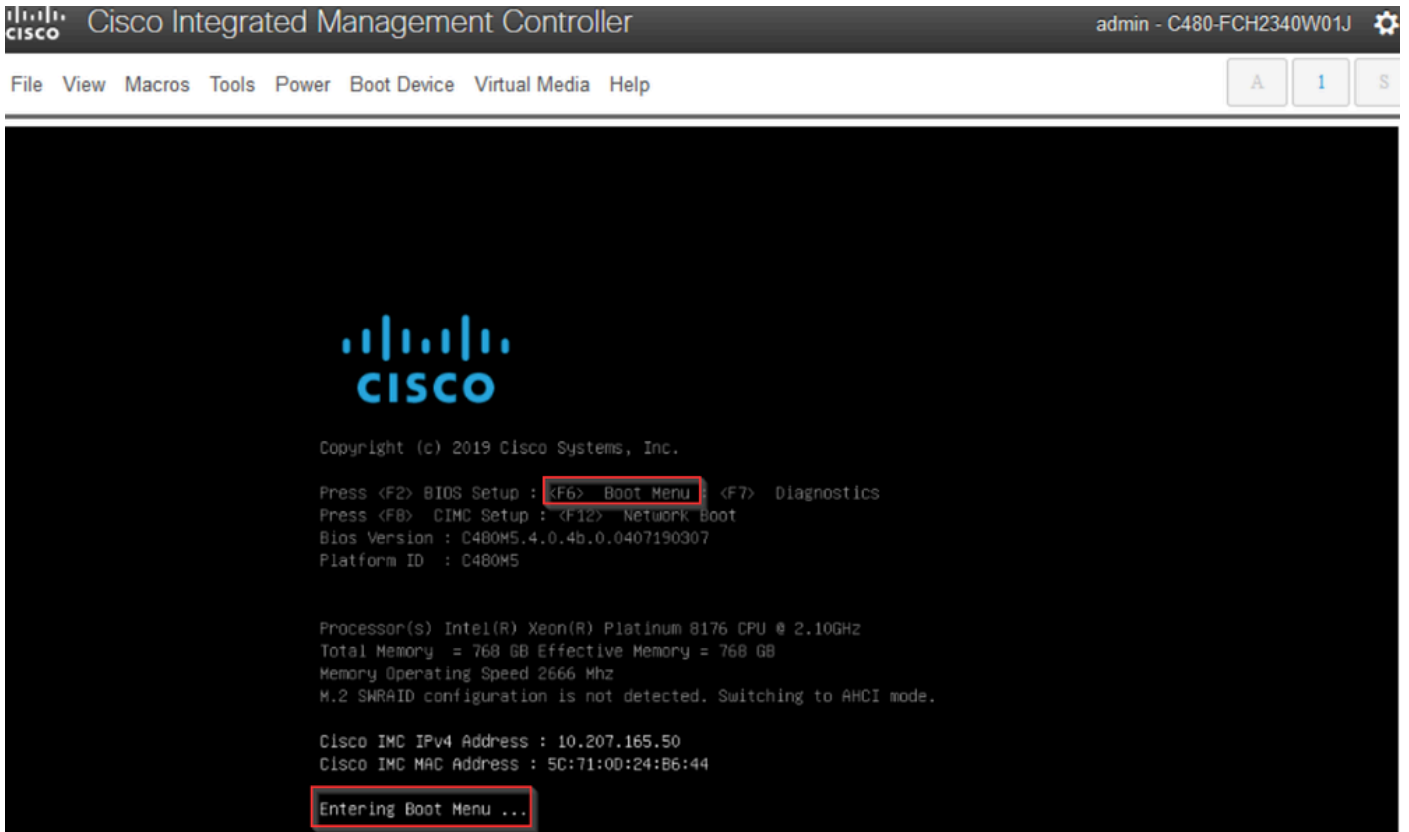 CISCO Cisco Integrated Management Controller admin - C480-FCH2340W01J
File View Macros Tools Power Boot Device Virtual Media Help A 1 S
CISCO
Copyright (c) 2019 Cisco Systems, Inc.
Press <F2> BIOS Setup : <F6> Boot Menu : <F7> Diagnostics
Press <F8> CIMC Setup : <F12> Network Boot
Bios Version : C480M5.4.0.4b.0.0407190307
Platform ID : C480M5
Processor(s) Intel(R) Xeon(R) Platinum 8176 CPU @ 2.10GHz
Total Memory = 768 GB Effective Memory = 768 GB
Memory Operating Speed 2666 Mhz
M.2 SWRAID configuration is not detected. Switching to AHCI mode.
Cisco IMC IPv4 Address : 10.207.165.50
Cisco IMC MAC Address : 5C:71:0D:24:B6:44
Entering Boot Menu ...